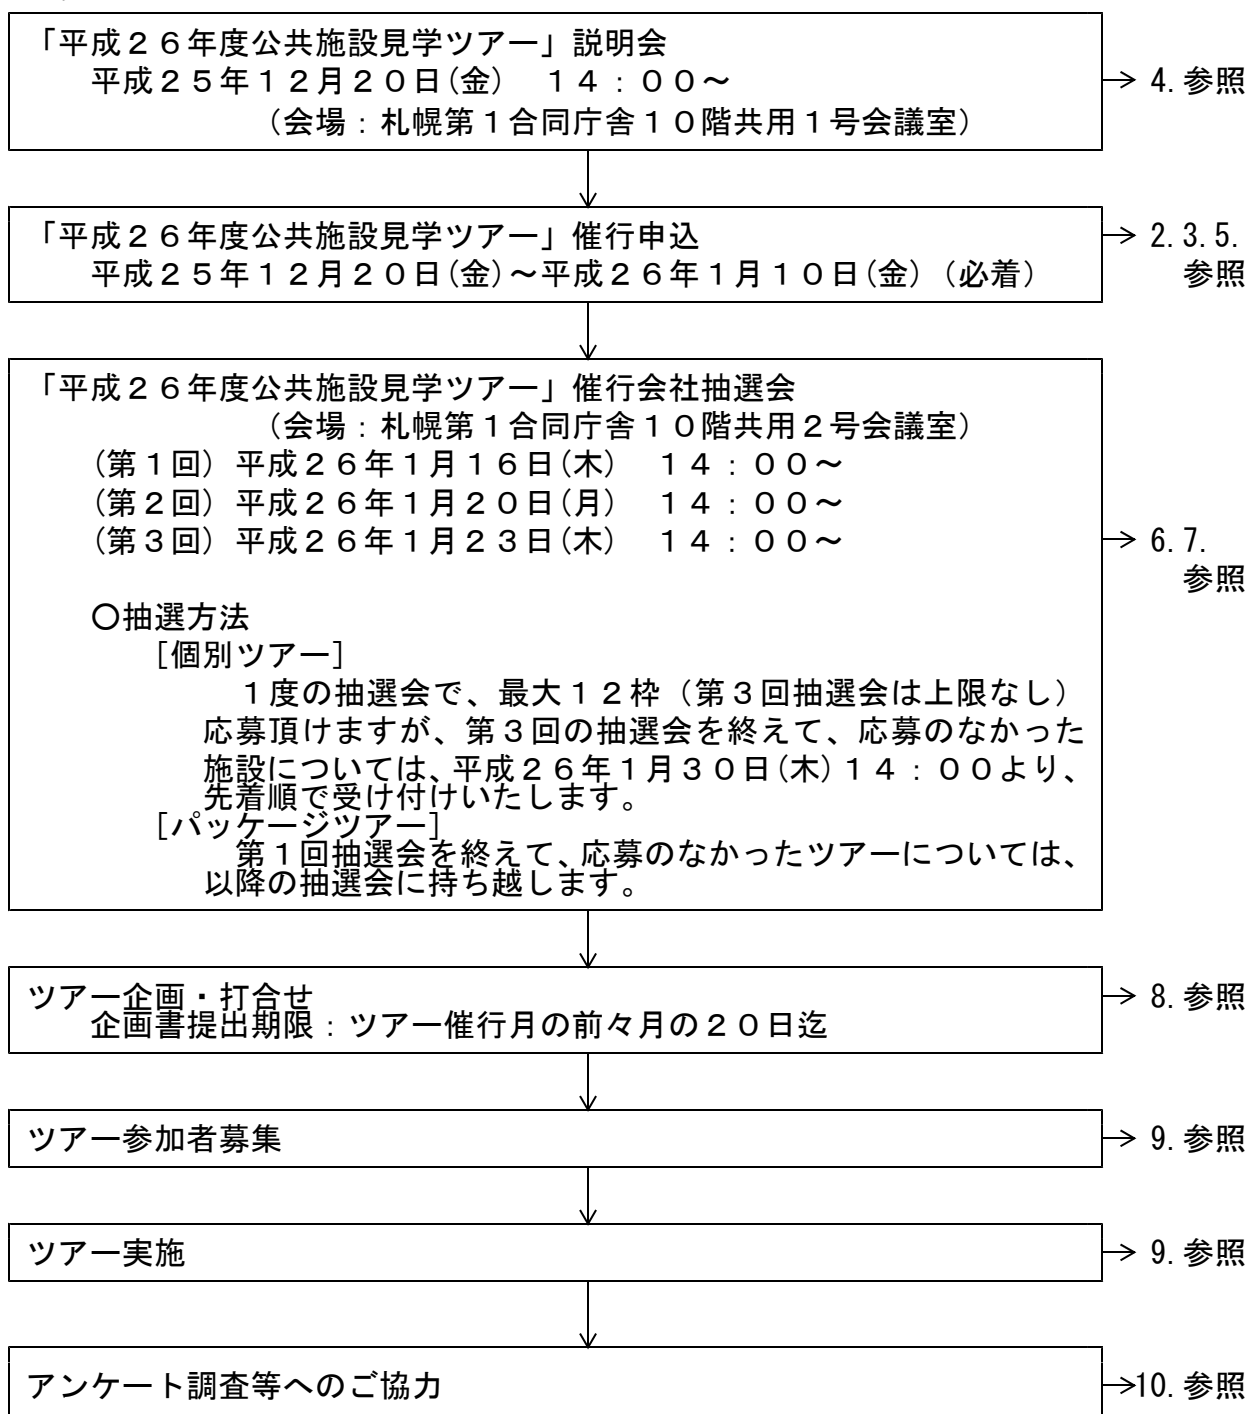 「平成２６年度公共施設見学ツアー」説明会
平成２５年１２月２０日(金)　１４：００～
→ 4.参照
（会場：札幌第１合同庁舎１０階共用１号会議室）
「平成２６年度公共施設見学ツアー」催行申込
→ 2.3.5.
平成２５年１２月２０日(金)～平成２６年１月１０日(金)（必着）
参照
「平成２６年度公共施設見学ツアー」催行会社抽選会
（会場：札幌第１合同庁舎１０階共用２号会議室）
（第１回）平成２６年１月１６日(木)　１４：００～
（第２回）平成２６年１月２０日(月)　１４：００～
（第３回）平成２６年１月２３日(木)　１４：００～
→ 6.7.
参照
○抽選方法
［個別ツアー］
１度の抽選会で、最大１２枠（第３回抽選会は上限なし）
応募頂けますが、第３回の抽選会を終えて、応募のなかった
施設については、平成２６年１月３０日(木)１４：００より、
先着順で受け付けいたします。
［パッケージツアー］
第１回抽選会を終えて、応募のなかったツアーについては、
以降の抽選会に持ち越します。
ツアー企画・打合せ
→ 8.参照
企画書提出期限：ツアー催行月の前々月の２０日迄
ツアー参加者募集
→ 9.参照
ツアー実施
→ 9.参照
アンケート調査等へのご協力
→10.参照